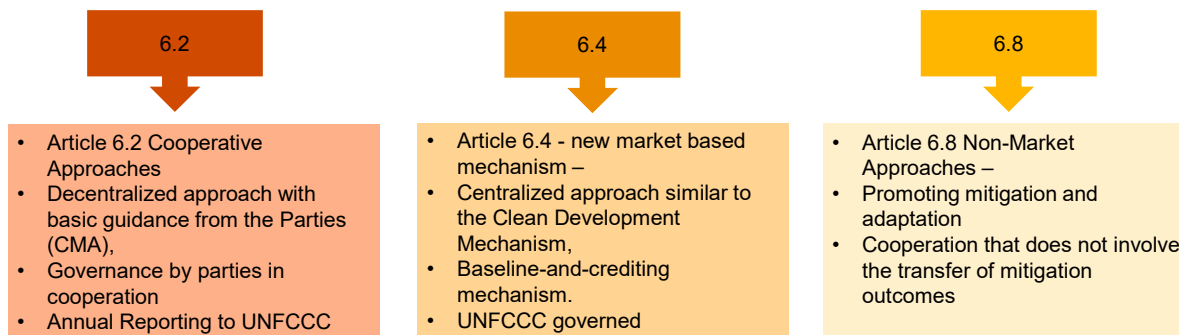 6.2
• Article 6.2 Cooperative
Approaches
• Decentralized approach with
basic guidance from the Parties
(CMA),
• Governance by parties in
cooperation
• Annual Reporting to UNFCCC
6.4
• Article 6.4 - new market based
mechanism –
• Centralized approach similar to
the Clean Development
Mechanism,
• Baseline-and-crediting
mechanism.
• UNFCCC governed
6.8
• Article 6.8 Non-Market
Approaches –
• Promoting mitigation and
adaptation
• Cooperation that does not involve
the transfer of mitigation
outcomes